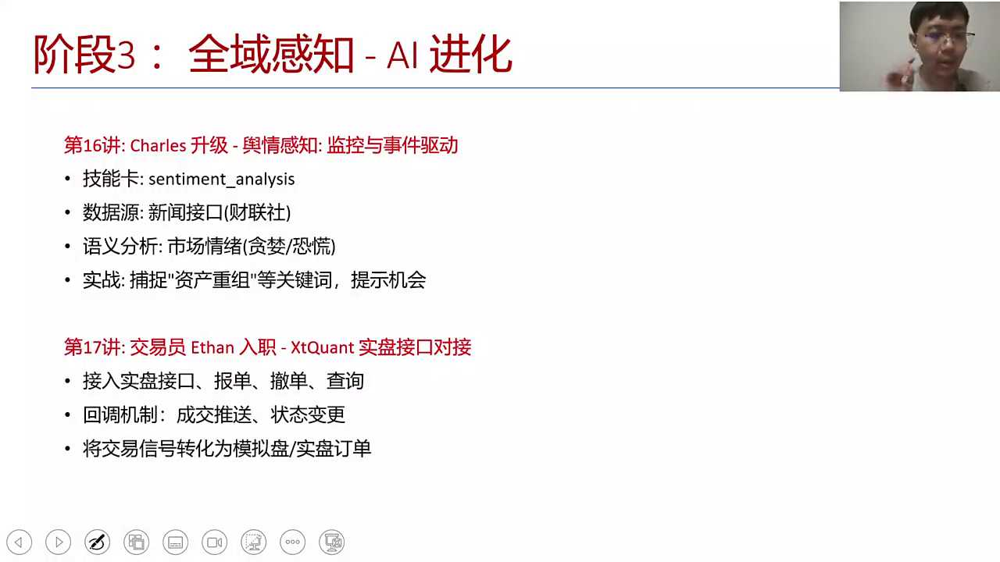 阶段3： 全域感知 - AI 进化
第16讲: Charles 升级 - 舆情感知: 监控与事件驱动
• 技能卡: sentiment_analysis
• 数据源: 新闻接口(财联社)
• 语义分析: 市场情绪(贪婪/恐慌)
• 实战: 捕捉"资产重组"等关键词，提示机会
第17讲: 交易员 Ethan 入职 - XtQuant 实盘接口对接
• 接入实盘接口、报单、撤单、查询
• 回调机制：成交推送、状态变更
• 将交易信号转化为模拟盘/实盘订单